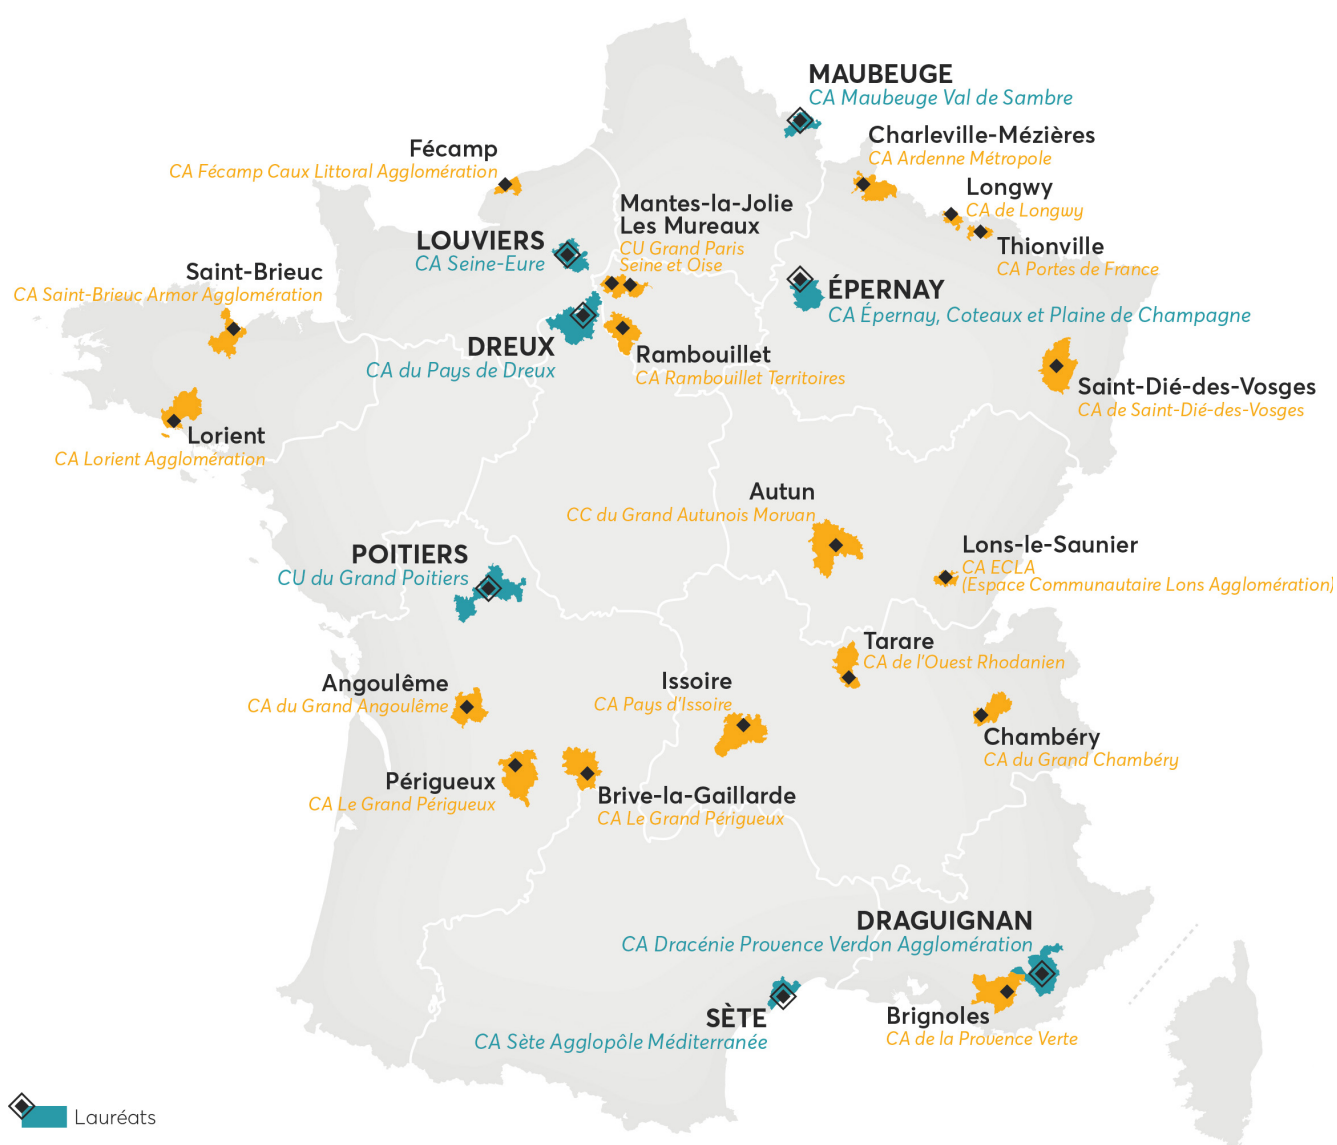 MAUBEUGE
CA Maubeuge Val de Sambre
Charleville-Mézières
CA Ardenne Métropole
Fécamp
CA Fécamp Caux Littoral Agglomération
Longwy
CA de Longwy
Mantes-la-Jolie
Les Mureaux
CU Grand Paris
Seine et Oise
LOUVIERS
CA Seine-Eure
Thionville
CA Portes de France
Saint-Brieuc
CA Saint-Brieuc Armor Agglomération
ÉPERNAY
CA Épernay, Coteaux et Plaine de Champagne
DREUX
CA du Pays de Dreux
Rambouillet
CA Rambouillet Territoires
Saint-Dié-des-Vosges
CA de Saint-Dié-des-Vosges
Lorient
CA Lorient Agglomération
Autun
CC du Grand Autunois Morvan
POITIERS
CU du Grand Poitiers
Lons-le-Saunier
CA ECLA
(Espace Communautaire Lons Agglomération)
Tarare
CA de l'Ouest Rhodanien
Angoulême
CA du Grand Angoulême
Issoire
CA Pays d'Issoire
Chambéry
CA du Grand Chambéry
Périgueux
CA Le Grand Périgueux
Brive-la-Gaillarde
CA Le Grand Périgueux
DRAGUIGNAN
CA Dracénie Provence Verdon Agglomération
SÈTE
CA Sète Agglopôle Méditerranée
Brignoles
CA de la Provence Verte
Lauréats